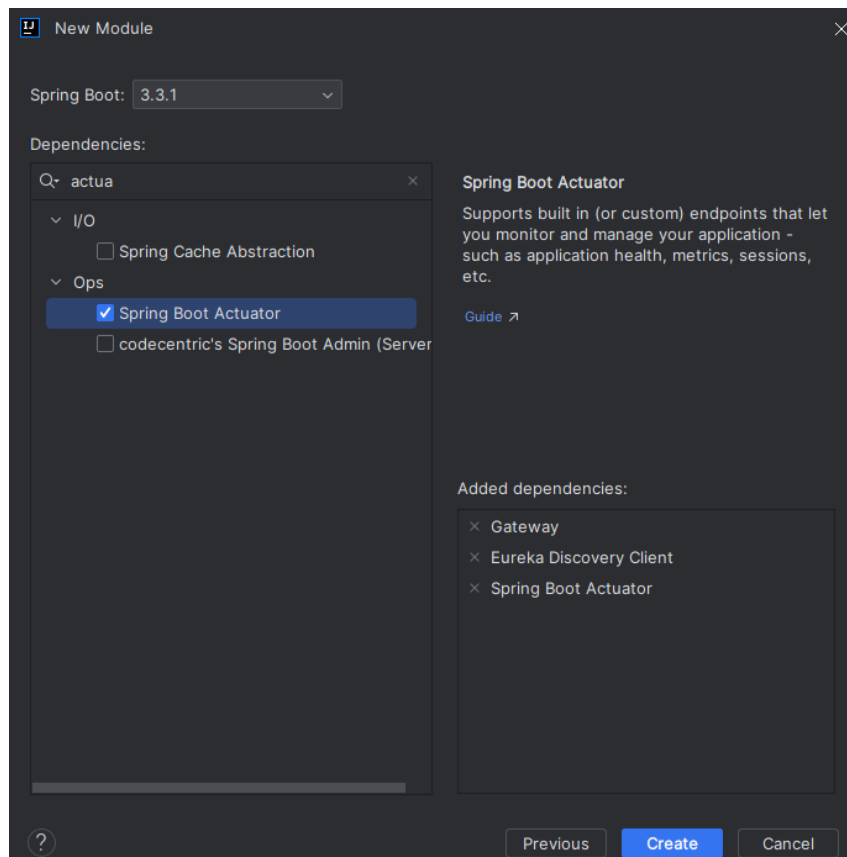 IJ
New Module
Spring Boot: 3.3.1
Dependencies:
actua
I/O
Spring Cache Abstraction
Ops
Spring Boot Actuator
codecentric's Spring Boot Admin (Server
Spring Boot Actuator
Supports built in (or custom) endpoints that let
you monitor and manage your application -
such as application health, metrics, sessions,
etc.
Guide ↗
Added dependencies:
Gateway
Eureka Discovery Client
Spring Boot Actuator
?
Previous
Create
Cancel